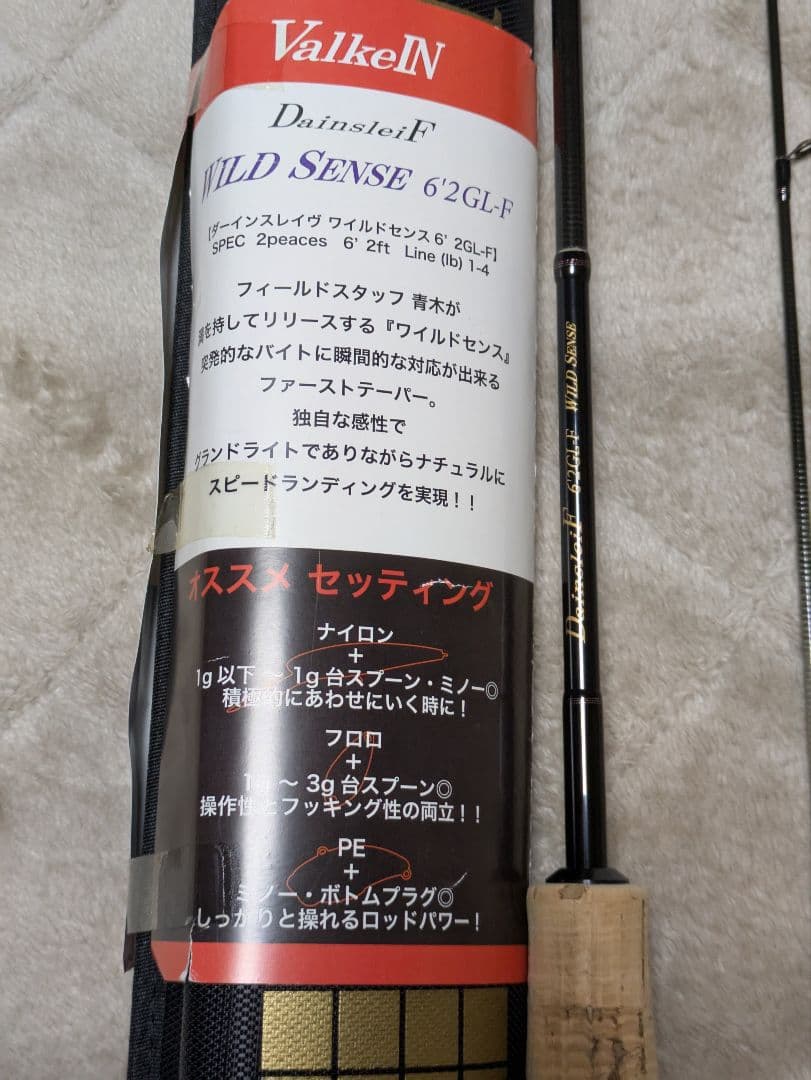 ValkeIN
DainsleiF
WILD SENSE 6'2GL-F
【ダーインスレイヴ ワイルドセンス 6' 2GL-F】
SPEC 2peaces 6' 2ft Line (lb) 1-4
フィールドスタッフ 青木が
満を持してリリースする『ワイルドセンス』
突発的なバイトに瞬間的な対応が出来る
ファーストテーパー。
独自な感性で
グランドライトでありながらナチュラルに
スピードランディングを実現！！
オススメ セッティング
ナイロン
+
1g 以下 ～ 1g 台スプーン・ミノー◎
積極的にあわせにいく時に！
フロロ
+
1g ～ 3g 台スプーン◎
操作性とフッキング性の両立！！
PE
+
ミノー・ボトムプラグ◎
しっかりと操れるロッドパワー！
DainsleiF 6'2GL-F WILD SENSE